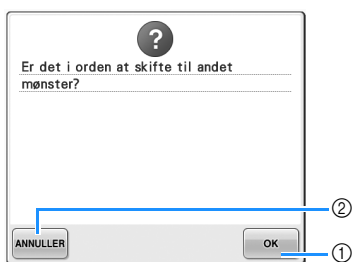 ?
Er det i orden at skifte til andet
mønster?
②
ANNULLER
OK
①